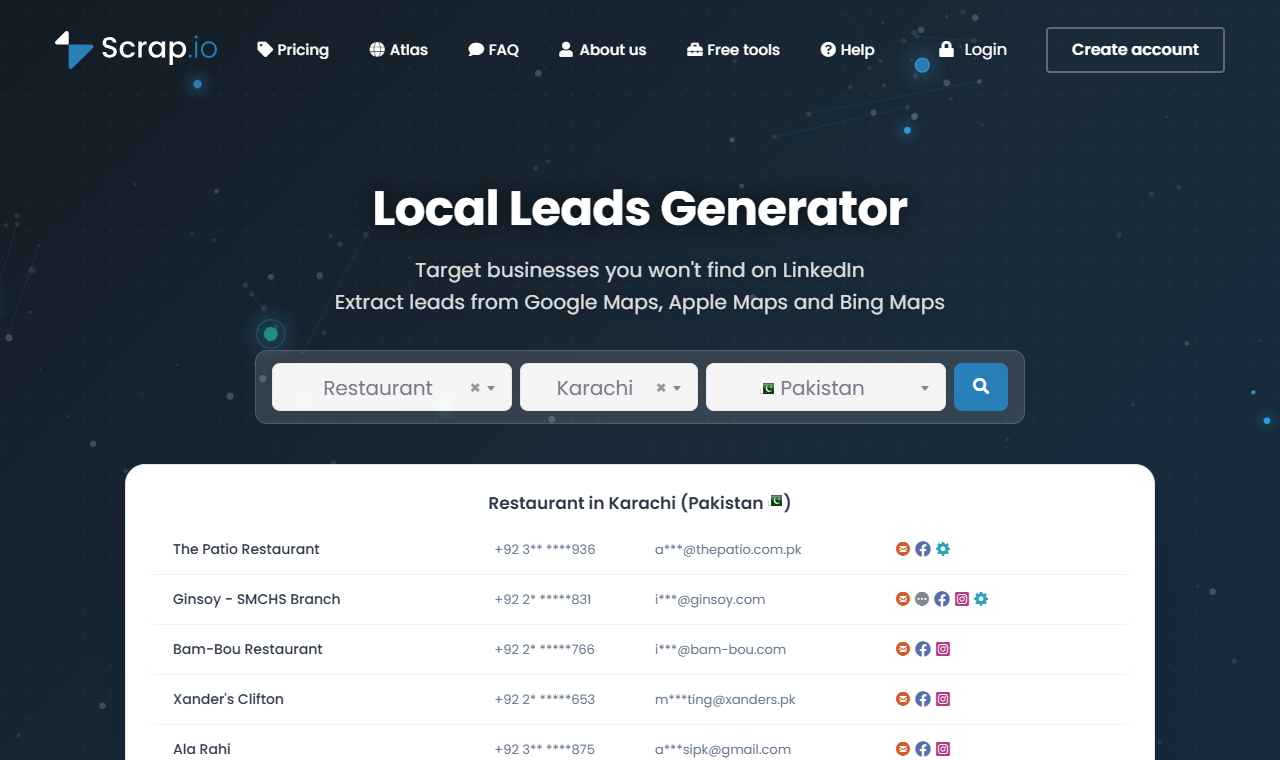 Scrap.io Pricing Atlas FAQ About us Free tools Help Login Create account
Local Leads Generator
Target businesses you won't find on LinkedIn
Extract leads from Google Maps, Apple Maps and Bing Maps
Restaurant Karachi Pakistan
Restaurant in Karachi (Pakistan )
The Patio Restaurant +92 3** ****936 a***@thepatio.com.pk
Ginsoy - SMCHS Branch +92 2* *****831 i***@ginsoy.com
Bam-Bou Restaurant +92 2* *****766 i***@bam-bou.com
Xander's Clifton +92 2* *****653 m***ting@xanders.pk
Ala Rahi +92 3** ****875 a***sipk@gmail.com